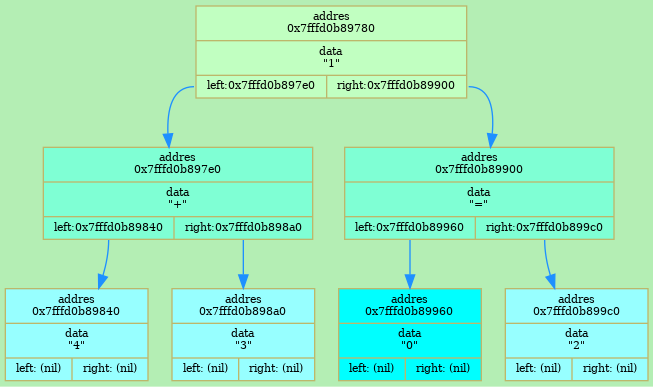 addres
0x7fffd0b89780
data
"1"
left:0x7fffd0b897e0 right:0x7fffd0b89900
addres
0x7fffd0b897e0
data
"+"
left:0x7fffd0b89840 right:0x7fffd0b898a0
addres
0x7fffd0b89900
data
"="
left:0x7fffd0b89960 right:0x7fffd0b899c0
addres
0x7fffd0b89840
data
"4"
left: (nil) right: (nil)
addres
0x7fffd0b898a0
data
"3"
left: (nil) right: (nil)
addres
0x7fffd0b89960
data
"0"
left: (nil) right: (nil)
addres
0x7fffd0b899c0
data
"2"
left: (nil) right: (nil)